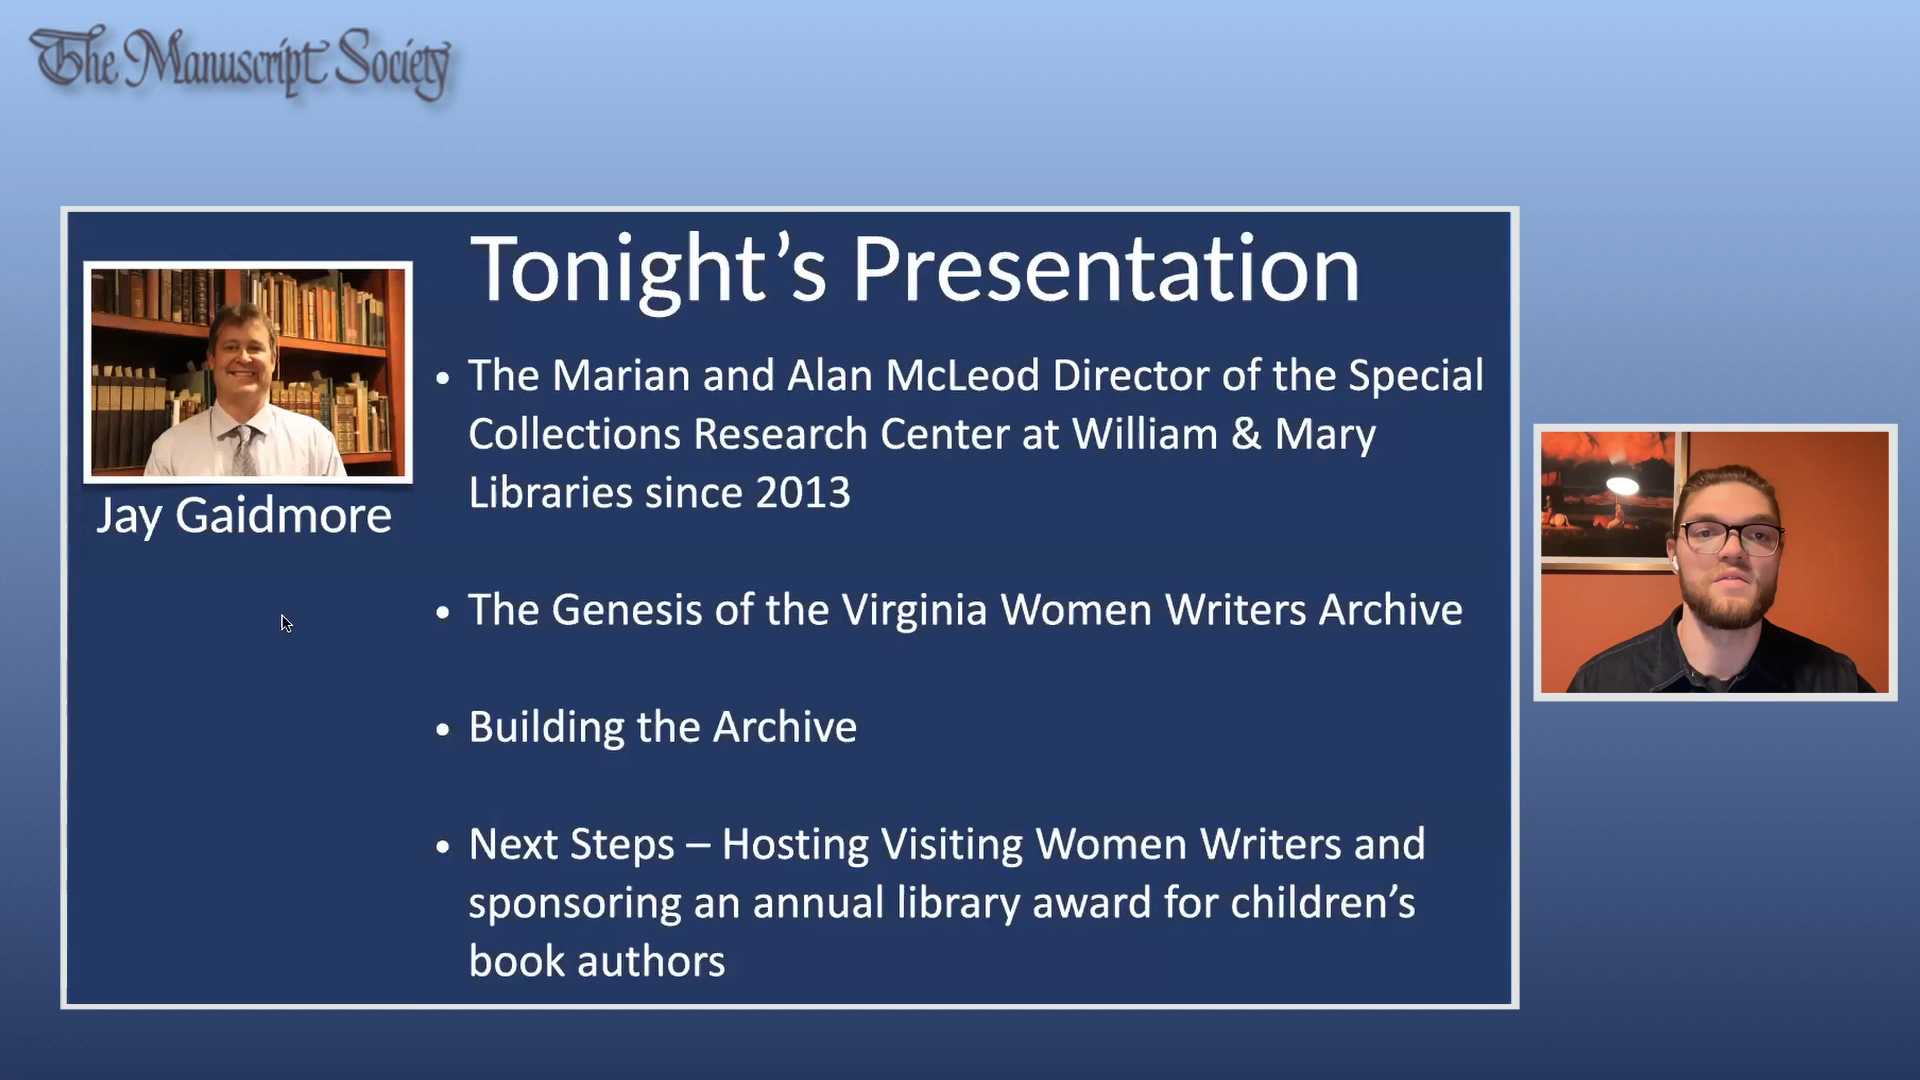 The Manuscript Society
Tonight’s Presentation
• The Marian and Alan McLeod Director of the Special
Collections Research Center at William & Mary
Libraries since 2013
Jay Gaidmore
• The Genesis of the Virginia Women Writers Archive
• Building the Archive
• Next Steps – Hosting Visiting Women Writers and
sponsoring an annual library award for children’s
book authors